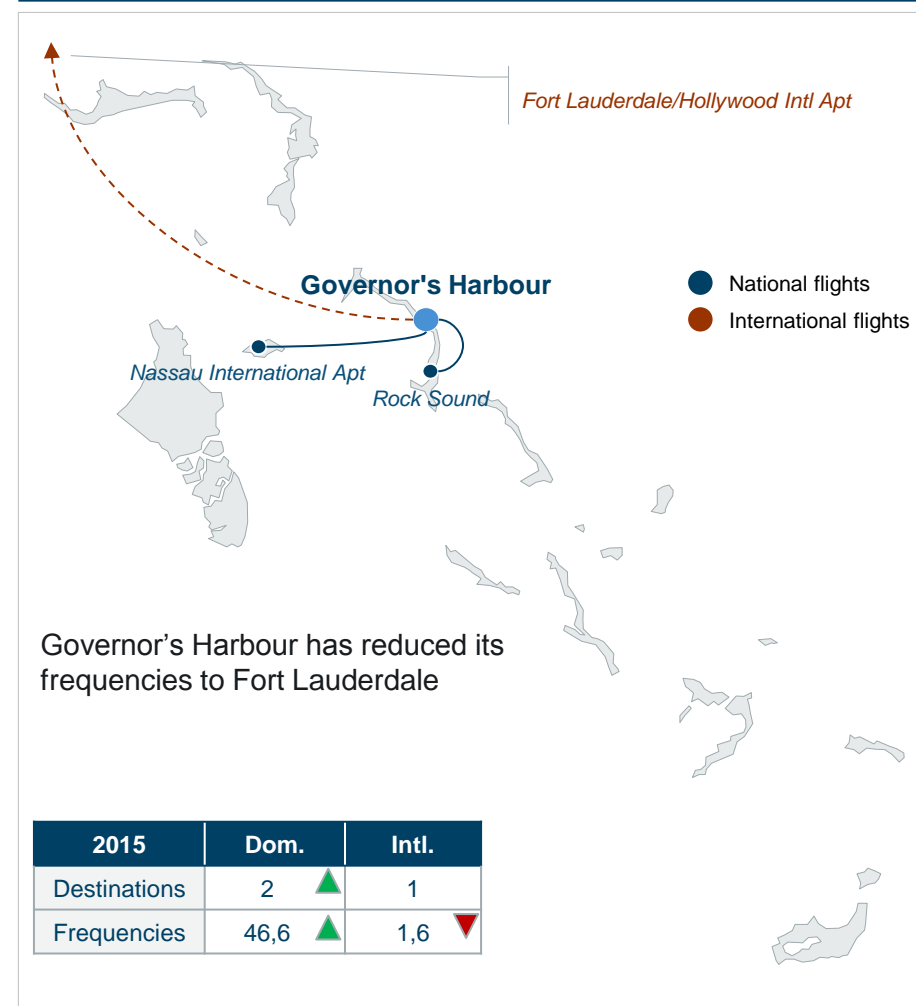 Fort Lauderdale/Hollywood Intl Apt
Governor's Harbour
National flights
International flights
Nassau International Apt
Rock Sound
Governor’s Harbour has reduced its
frequencies to Fort Lauderdale
2015 Dom. Intl.
Destinations 2 1
Frequencies 46,6 1,6